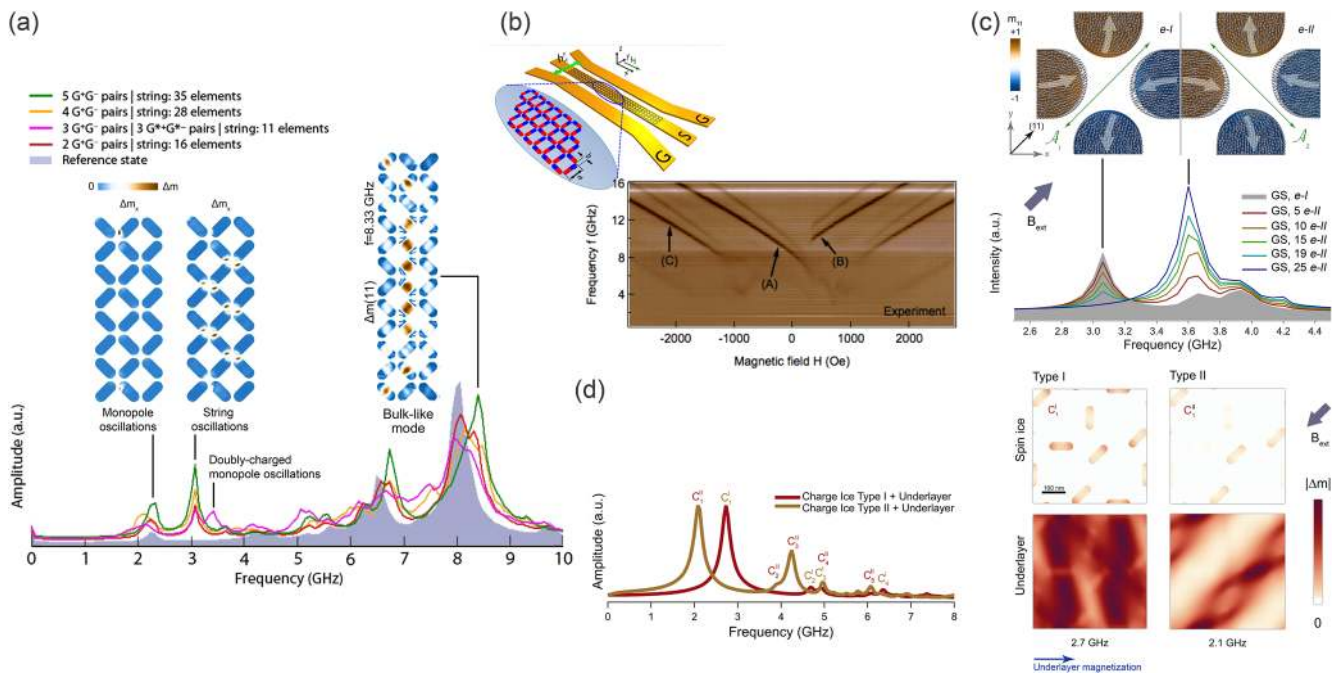 (a)
5 G⁺G⁻ pairs | string: 35 elements
4 G⁺G⁻ pairs | string: 28 elements
3 G⁺G⁻ pairs | 3 G*⁺G*⁻ pairs | string: 11 elements
2 G⁺G⁻ pairs | string: 16 elements
Reference state
0 Δm
Δmₓ Δmₓ
f=8.33 GHz
Δm(11)
Monopole oscillations
String oscillations
Doubly-charged monopole oscillations
Bulk-like mode
Amplitude (a.u.)
0 1 2 3 4 5 6 7 8 9 10
Frequency (GHz)
(b)
z
H
G
S
G
16
12
8
4
Frequency f (GHz)
(C)
(A)
(B)
Experiment
-2000 -1000 0 1000 2000
Magnetic field H (Oe)
(c)
m₁₁
+1
-1
e-I
e-II
y
x
(11)
B_ext
GS, e-I
GS, 5 e-II
GS, 10 e-II
GS, 15 e-II
GS, 19 e-II
GS, 25 e-II
Intensity (a.u.)
2.6 2.8 3.0 3.2 3.4 3.6 3.8 4.0 4.2 4.4
Frequency (GHz)
Type I Type II
Spin ice
100 nm
B_ext
|Δm|
0
Underlayer
2.7 GHz 2.1 GHz
Underlayer magnetization
(d)
Charge Ice Type I + Underlayer
Charge Ice Type II + Underlayer
Amplitude (a.u.)
0 1 2 3 4 5 6 7 8
Frequency (GHz)